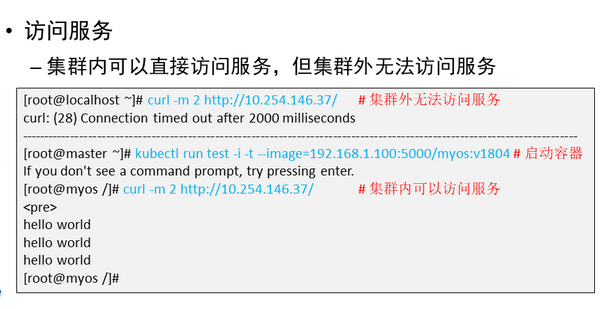 • 访问服务
– 集群内可以直接访问服务，但集群外无法访问服务
[root@localhost ~]# curl -m 2 http://10.254.146.37/ # 集群外无法访问服务
curl: (28) Connection timed out after 2000 milliseconds
[root@master ~]# kubectl run test -i -t --image=192.168.1.100:5000/myos:v1804 # 启动容器
If you don't see a command prompt, try pressing enter.
[root@myos /]# curl -m 2 http://10.254.146.37/ # 集群内可以访问服务
<pre>
hello world
hello world
hello world
[root@myos /]#